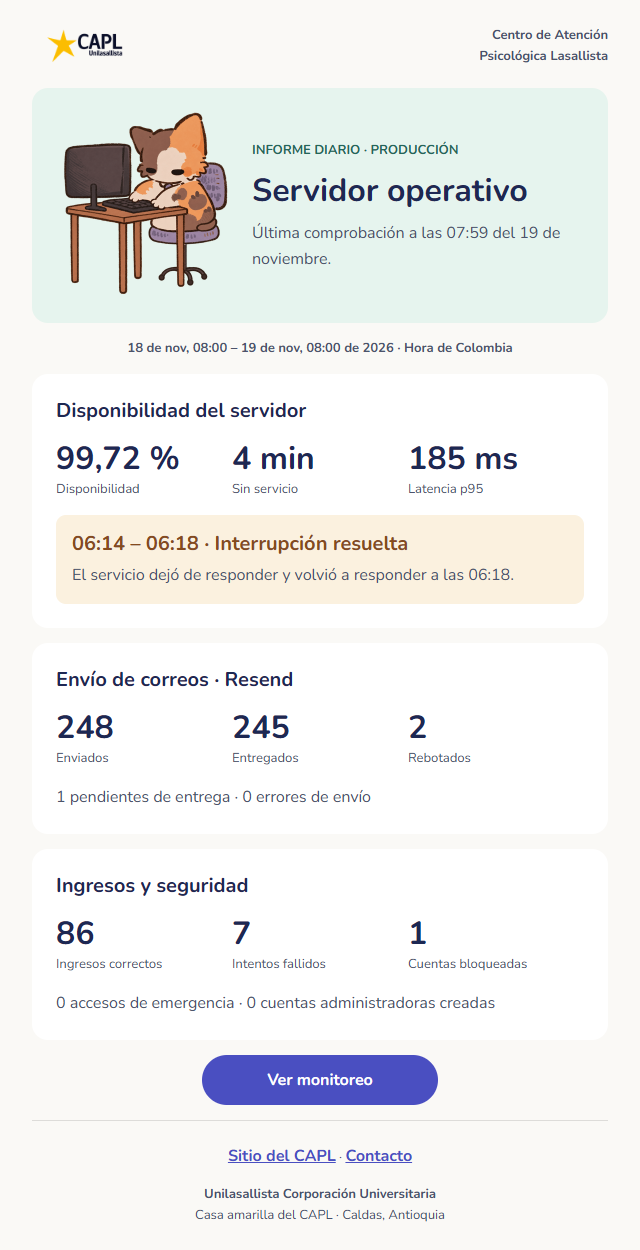 CAPL
Unilasallista
Centro de Atención
Psicológica Lasallista
INFORME DIARIO · PRODUCCIÓN
Servidor operativo
Última comprobación a las 07:59 del 19 de
noviembre.
18 de nov, 08:00 – 19 de nov, 08:00 de 2026 · Hora de Colombia
Disponibilidad del servidor
99,72 % 4 min 185 ms
Disponibilidad Sin servicio Latencia p95
06:14 – 06:18 · Interrupción resuelta
El servicio dejó de responder y volvió a responder a las 06:18.
Envío de correos · Resend
248 245 2
Enviados Entregados Rebotados
1 pendientes de entrega · 0 errores de envío
Ingresos y seguridad
86 7 1
Ingresos correctos Intentos fallidos Cuentas bloqueadas
0 accesos de emergencia · 0 cuentas administradoras creadas
Ver monitoreo
Sitio del CAPL · Contacto
Unilasallista Corporación Universitaria
Casa amarilla del CAPL · Caldas, Antioquia